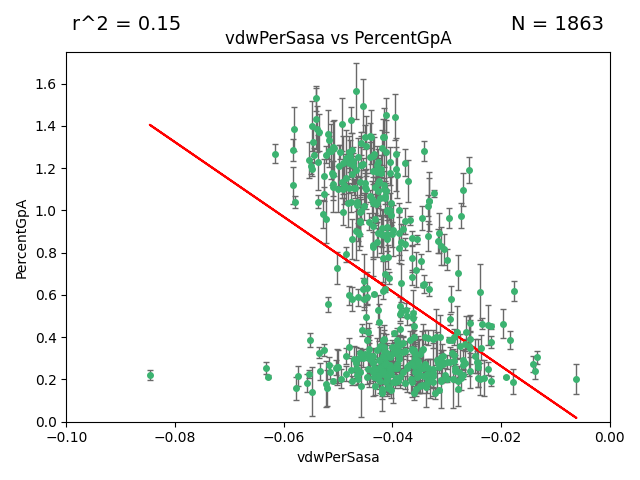 r^2 = 0.15
N = 1863
vdwPerSasa vs PercentGpA
PercentGpA
1.6
1.4
1.2
1.0
0.8
0.6
0.4
0.2
0.0
−0.10 −0.08 −0.06 −0.04 −0.02 0.00
vdwPerSasa